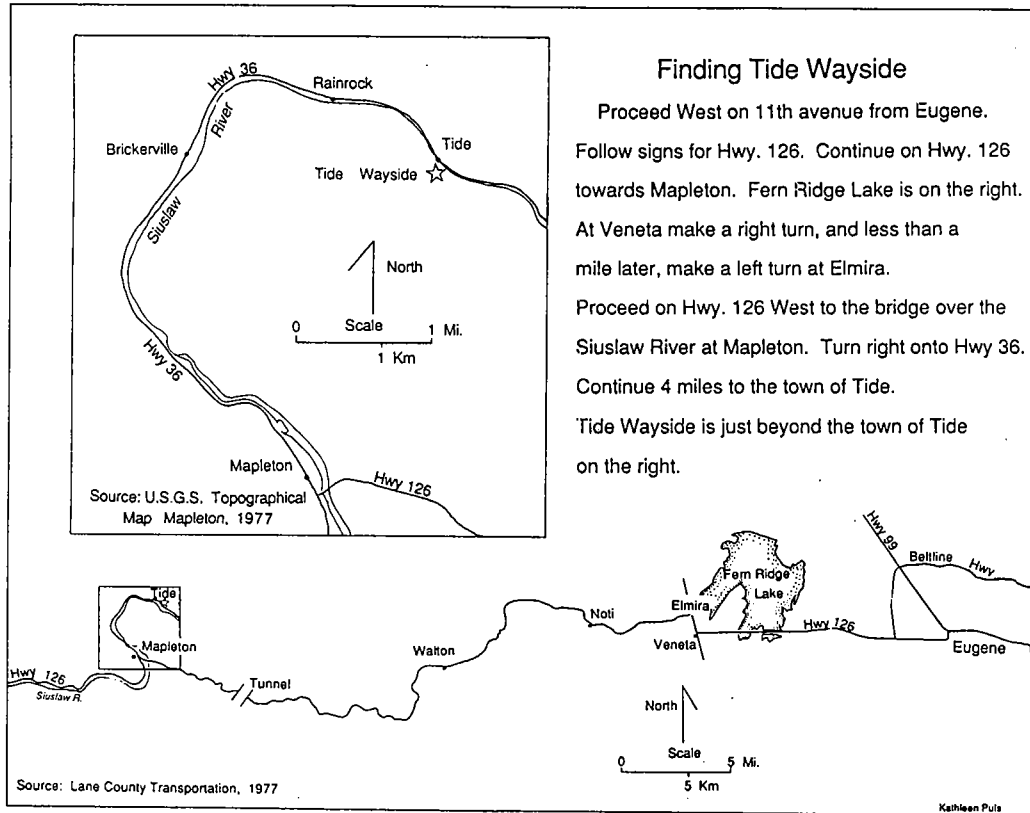 Finding Tide Wayside
Proceed West on 11th avenue from Eugene.
Follow signs for Hwy. 126. Continue on Hwy. 126
towards Mapleton. Fern Ridge Lake is on the right.
At Veneta make a right turn, and less than a
mile later, make a left turn at Elmira.
Proceed on Hwy. 126 West to the bridge over the
Siuslaw River at Mapleton. Turn right onto Hwy 36.
Continue 4 miles to the town of Tide.
Tide Wayside is just beyond the town of Tide
on the right.
Hwy 36
River
Rainrock
Brickerville
Tide
Tide Wayside
Siuslaw
North
0 1 Mi.
Scale
1 Km
Hwy 36
Mapleton
Hwy 126
Source: U.S.G.S. Topographical
Map Mapleton, 1977
Hwy 99
Beltline
Hwy
Fern Ridge
Lake
Tide
Elmira
Noti
Hwy 126
Mapleton
Veneta
Eugene
Walton
Hwy 126
Siuslaw R.
Tunnel
North
Scale
0 5 Mi.
5 Km
Source: Lane County Transportation, 1977
Kathleen Puls